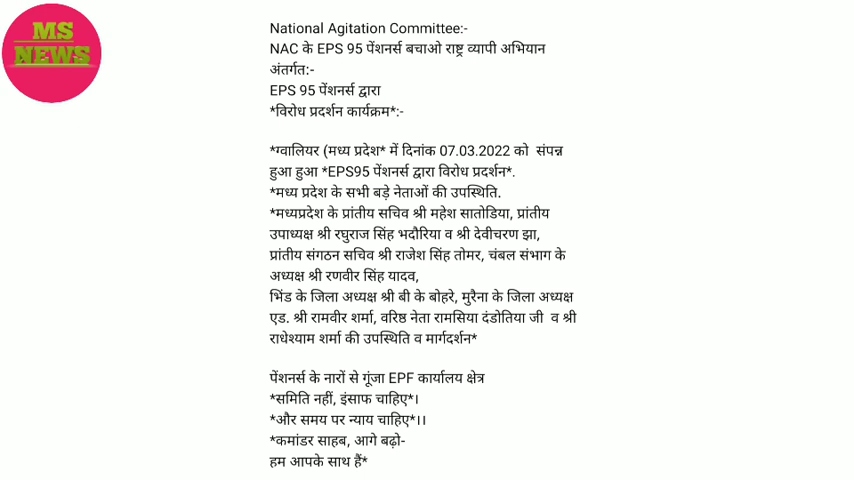 MS
NEWS
National Agitation Committee:-
NAC के EPS 95 पेंशनर्स बचाओ राष्ट्र व्यापी अभियान
अंतर्गत:-
EPS 95 पेंशनर्स द्वारा
*विरोध प्रदर्शन कार्यक्रम*:-
*ग्वालियर (मध्य प्रदेश* में दिनांक 07.03.2022 को संपन्न
हुआ हुआ *EPS95 पेंशनर्स द्वारा विरोध प्रदर्शन*.
*मध्य प्रदेश के सभी बड़े नेताओं की उपस्थिति.
*मध्यप्रदेश के प्रांतीय सचिव श्री महेश सातोडिया, प्रांतीय
उपाध्यक्ष श्री रघुराज सिंह भदौरिया व श्री देवीचरण झा,
प्रांतीय संगठन सचिव श्री राजेश सिंह तोमर, चंबल संभाग के
अध्यक्ष श्री रणवीर सिंह यादव,
भिंड के जिला अध्यक्ष श्री बी के बोहरे, मुरैना के जिला अध्यक्ष
एड. श्री रामवीर शर्मा, वरिष्ठ नेता रामसिया दंडोतिया जी व श्री
राधेश्याम शर्मा की उपस्थिति व मार्गदर्शन*
पेंशनर्स के नारों से गूंजा EPF कार्यालय क्षेत्र
*समिति नहीं, इंसाफ चाहिए*।
*और समय पर न्याय चाहिए*।।
*कमांडर साहब, आगे बढ़ो-
हम आपके साथ हैं*